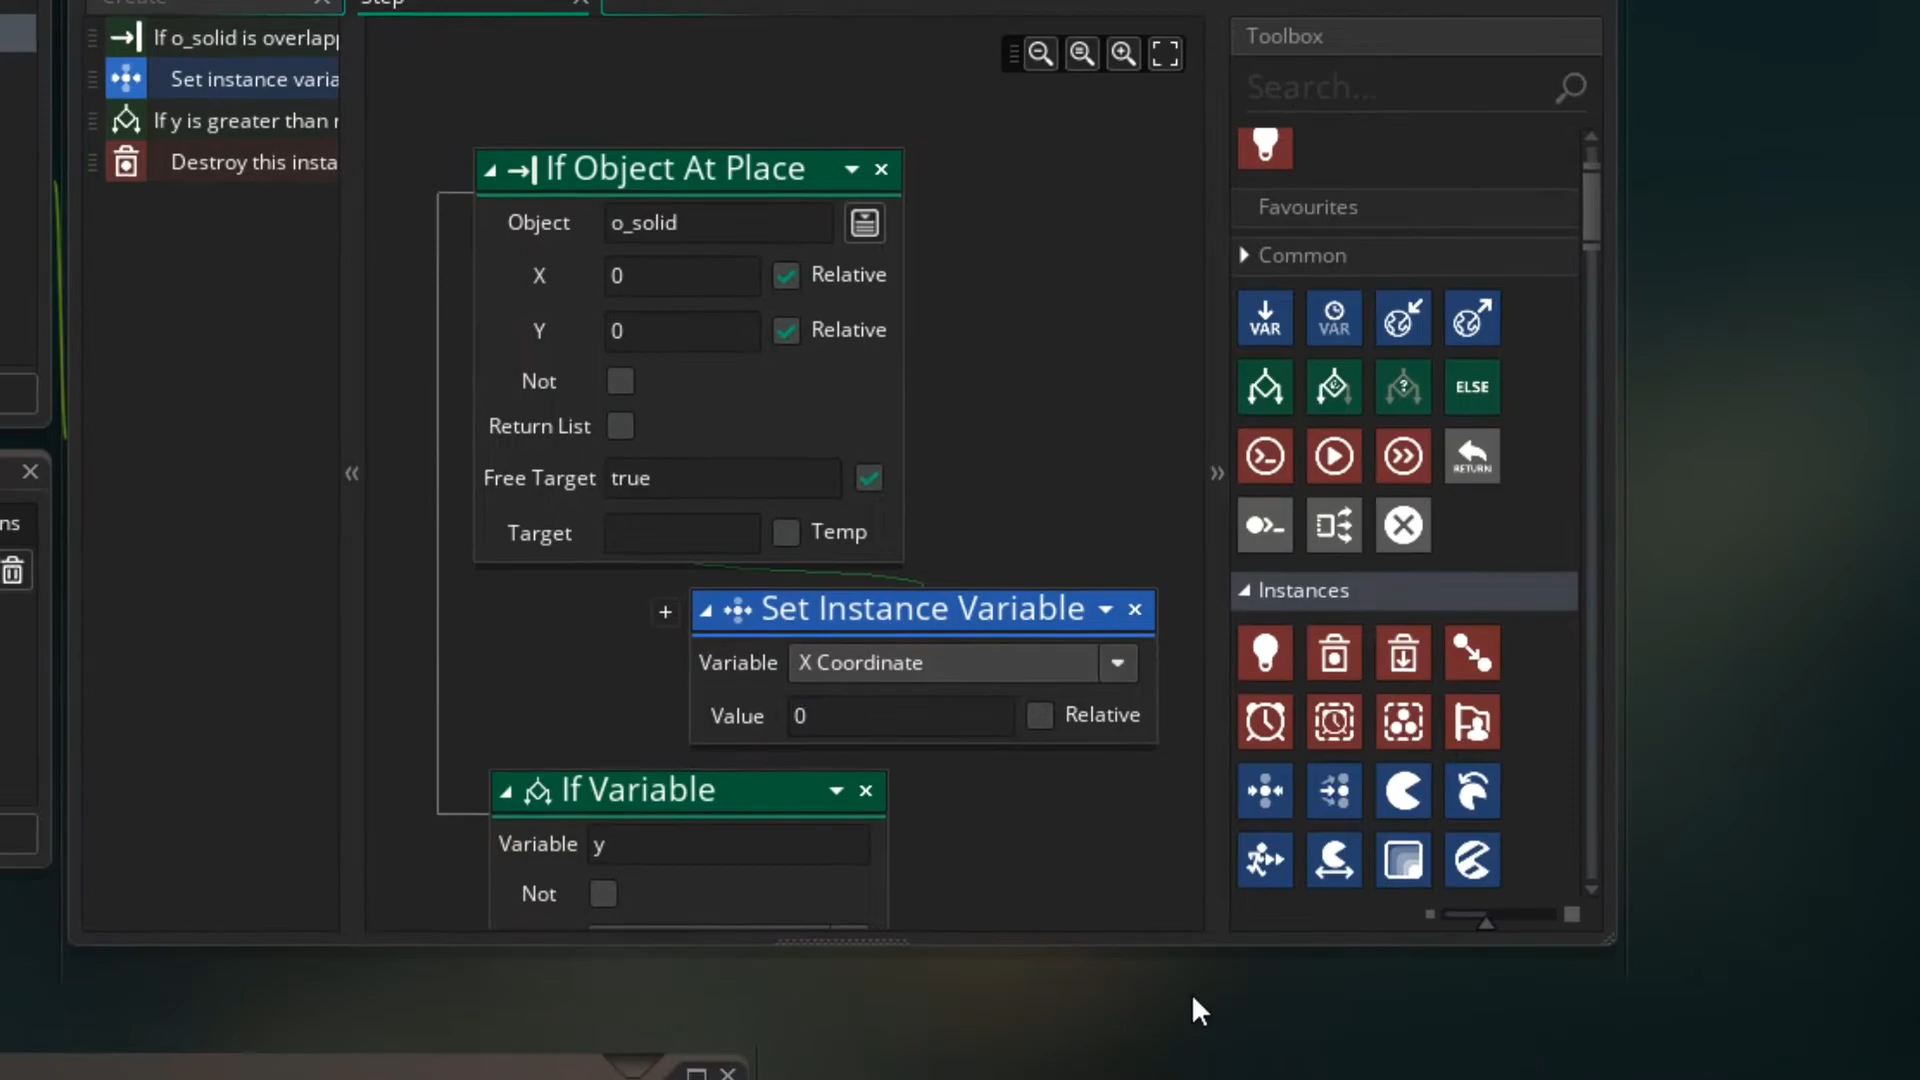 Create
Step
If o_solid is overlapp
Set instance varia
If y is greater than r
Destroy this insta
If Object At Place
Object o_solid
X 0 Relative
Y 0 Relative
Not
Return List
Free Target true
Target Temp
Set Instance Variable
Variable X Coordinate
Value 0 Relative
If Variable
Variable y
Not
Toolbox
Search...
Favourites
Common
VAR VAR
ELSE
RETURN
Instances
ns